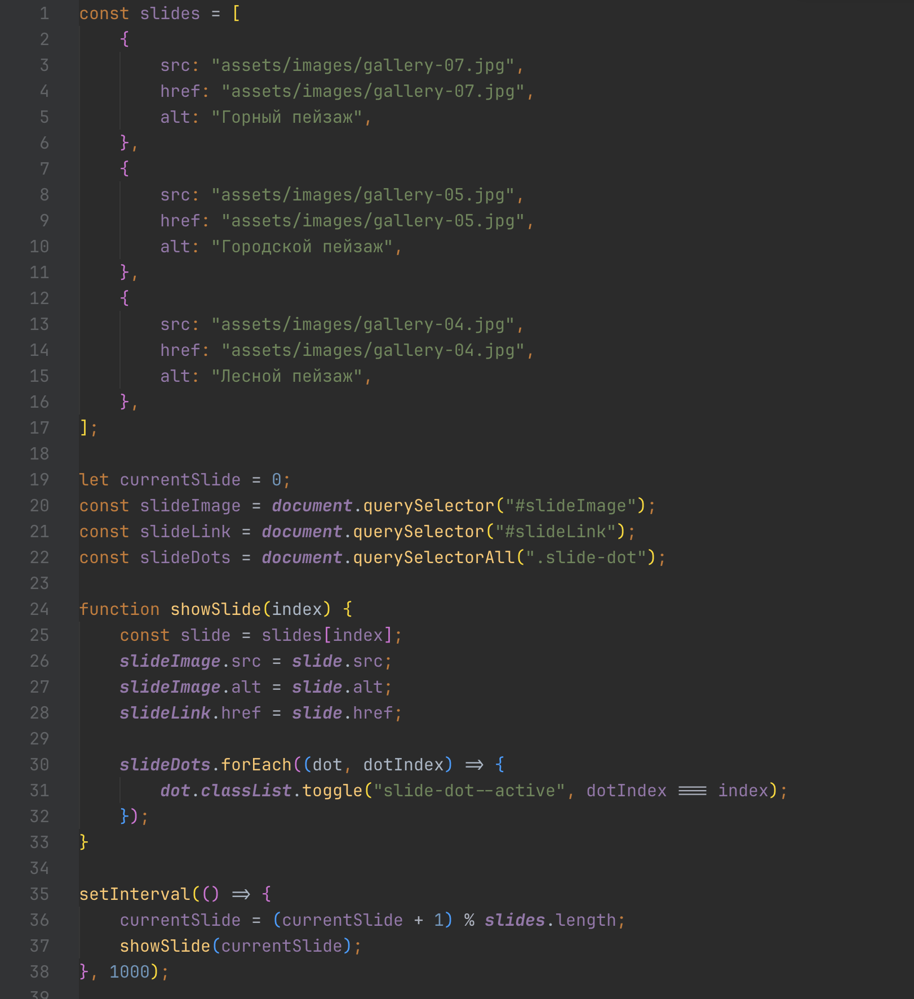 1 const slides = [
2     {
3         src: "assets/images/gallery-07.jpg",
4         href: "assets/images/gallery-07.jpg",
5         alt: "Горный пейзаж",
6     },
7     {
8         src: "assets/images/gallery-05.jpg",
9         href: "assets/images/gallery-05.jpg",
10         alt: "Городской пейзаж",
11     },
12     {
13         src: "assets/images/gallery-04.jpg",
14         href: "assets/images/gallery-04.jpg",
15         alt: "Лесной пейзаж",
16     },
17 ];
18
19 let currentSlide = 0;
20 const slideImage = document.querySelector("#slideImage");
21 const slideLink = document.querySelector("#slideLink");
22 const slideDots = document.querySelectorAll(".slide-dot");
23
24 function showSlide(index) {
25     const slide = slides[index];
26     slideImage.src = slide.src;
27     slideImage.alt = slide.alt;
28     slideLink.href = slide.href;
29
30     slideDots.forEach((dot, dotIndex) => {
31         dot.classList.toggle("slide-dot--active", dotIndex === index);
32     });
33 }
34
35 setInterval(() => {
36     currentSlide = (currentSlide + 1) % slides.length;
37     showSlide(currentSlide);
38 }, 1000);
39